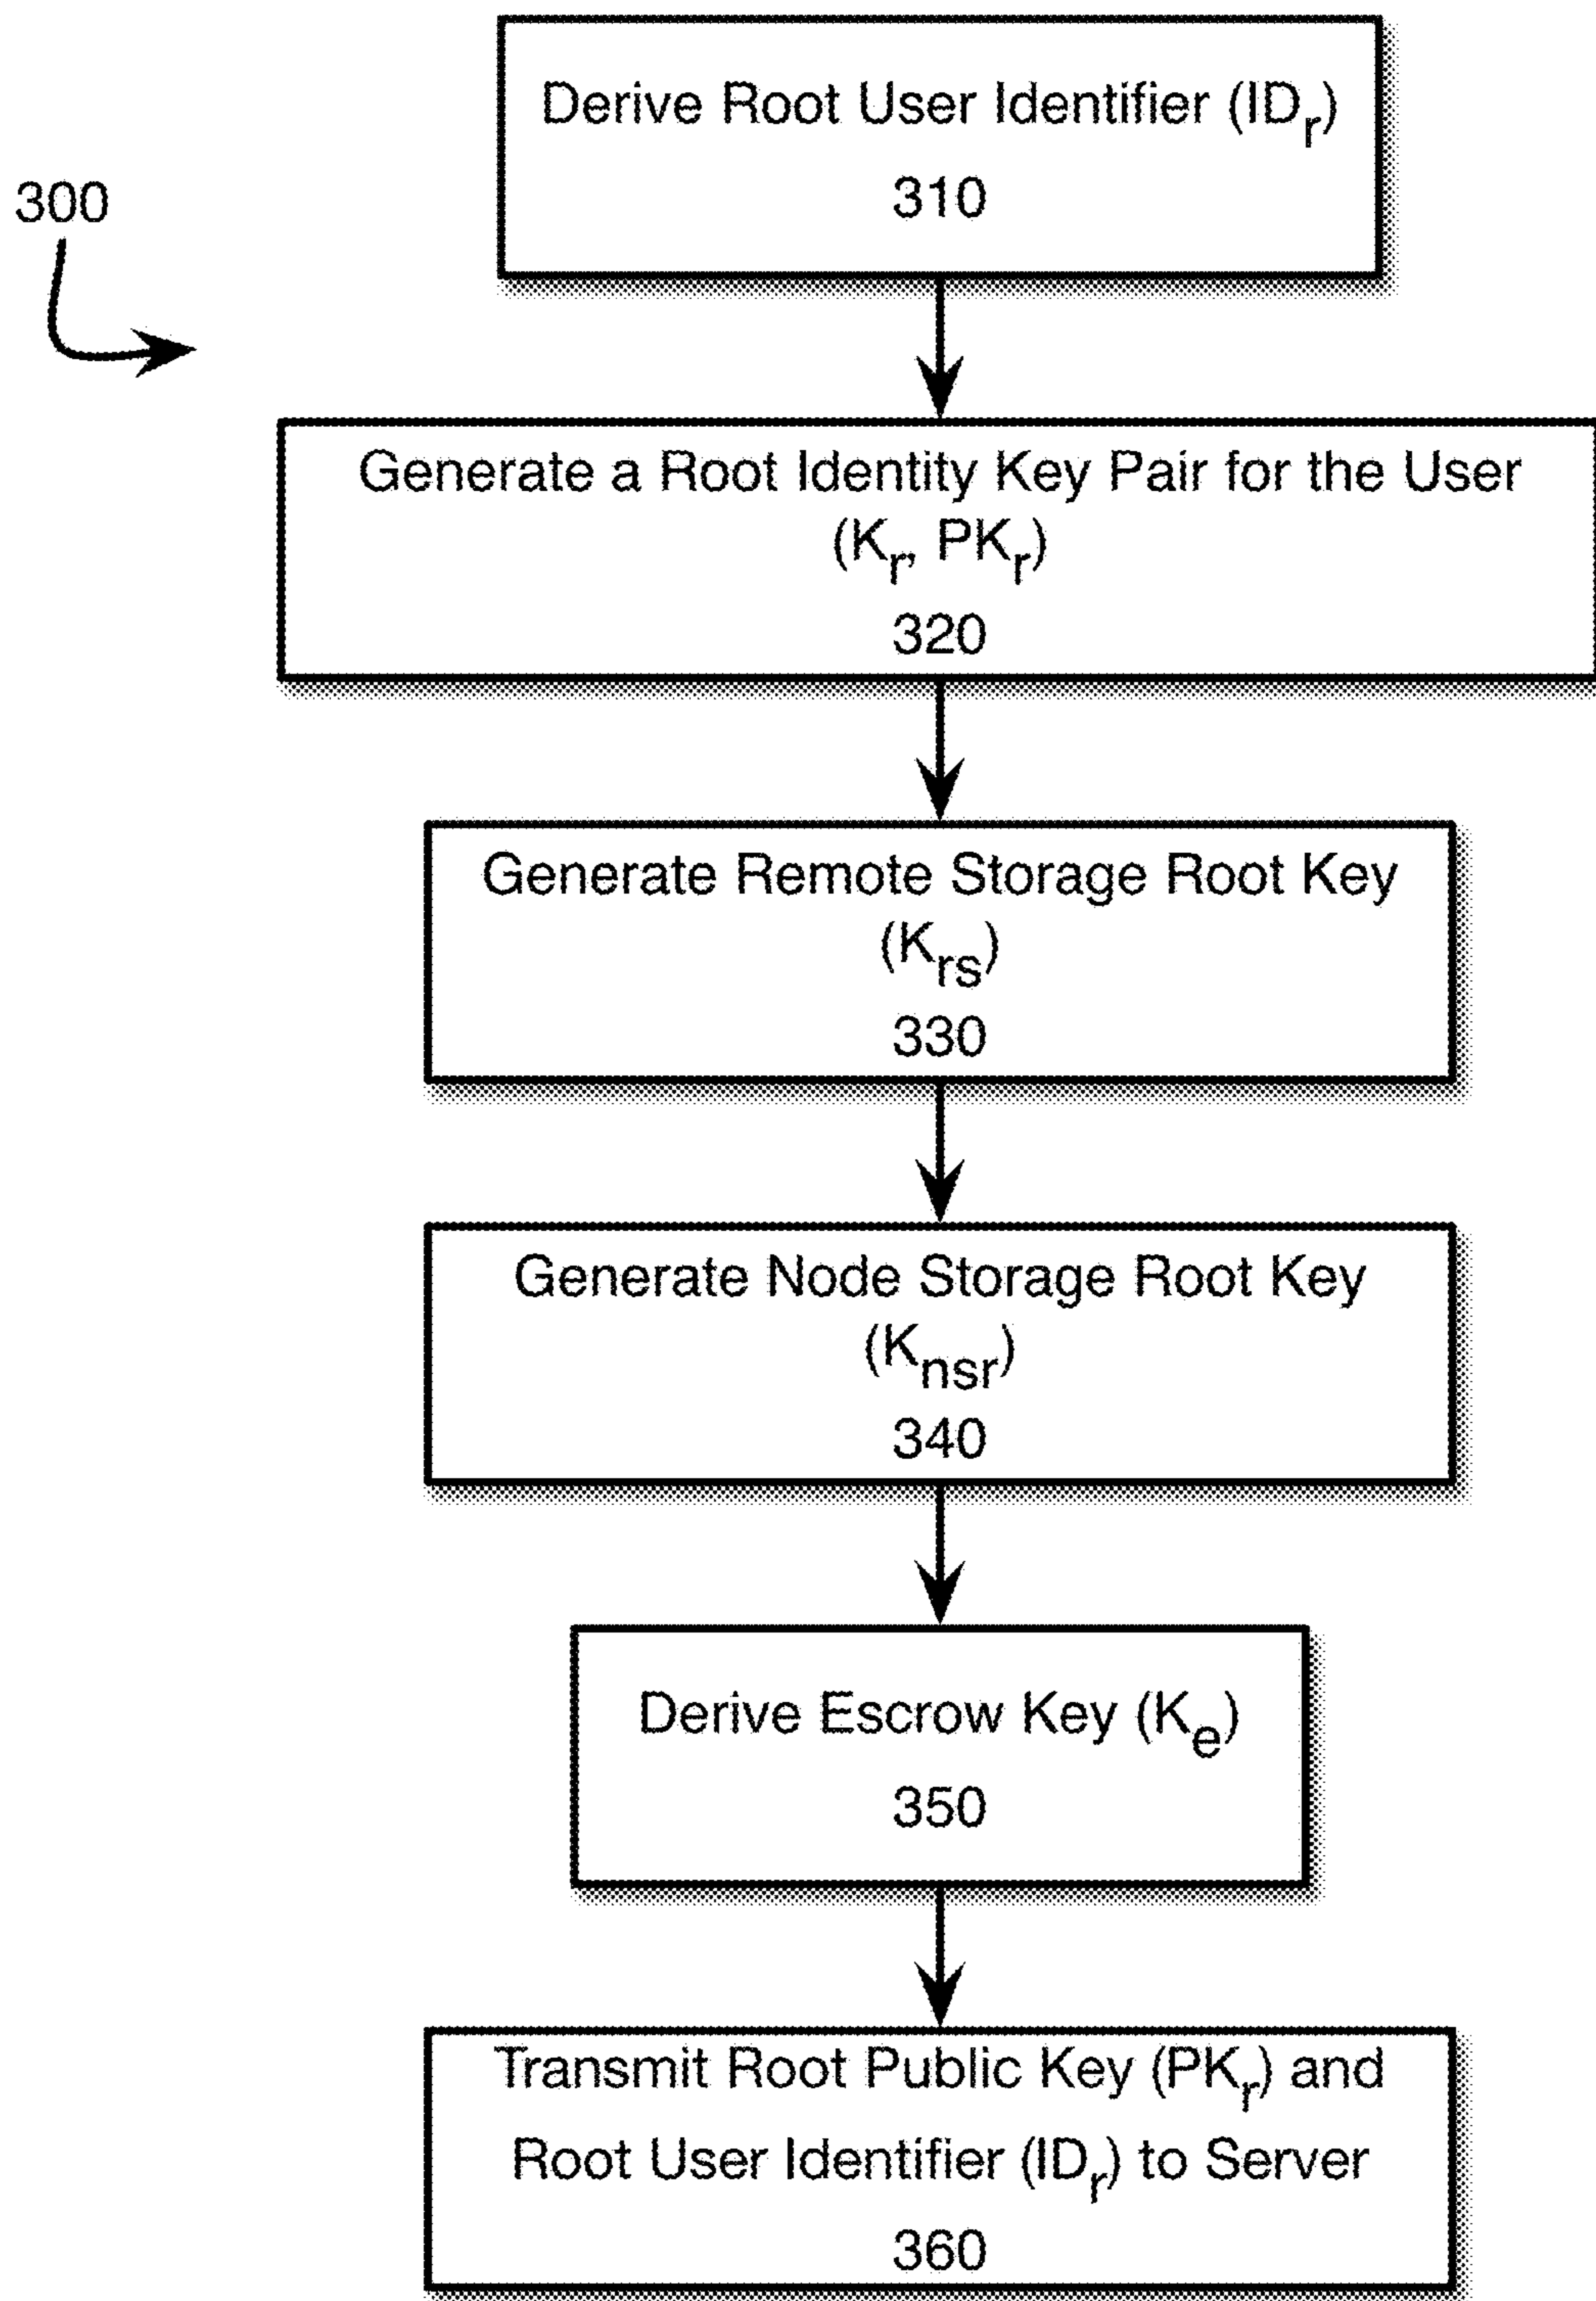 Derive Root User Identifier (IDr)
310
300
Generate a Root Identity Key Pair for the User
(Kr, PKr)
320
Generate Remote Storage Root Key
(Krs)
330
Generate Node Storage Root Key
(Knsr)
340
Derive Escrow Key (Ke)
350
Transmit Root Public Key (PKr) and
Root User Identifier (IDr) to Server
360